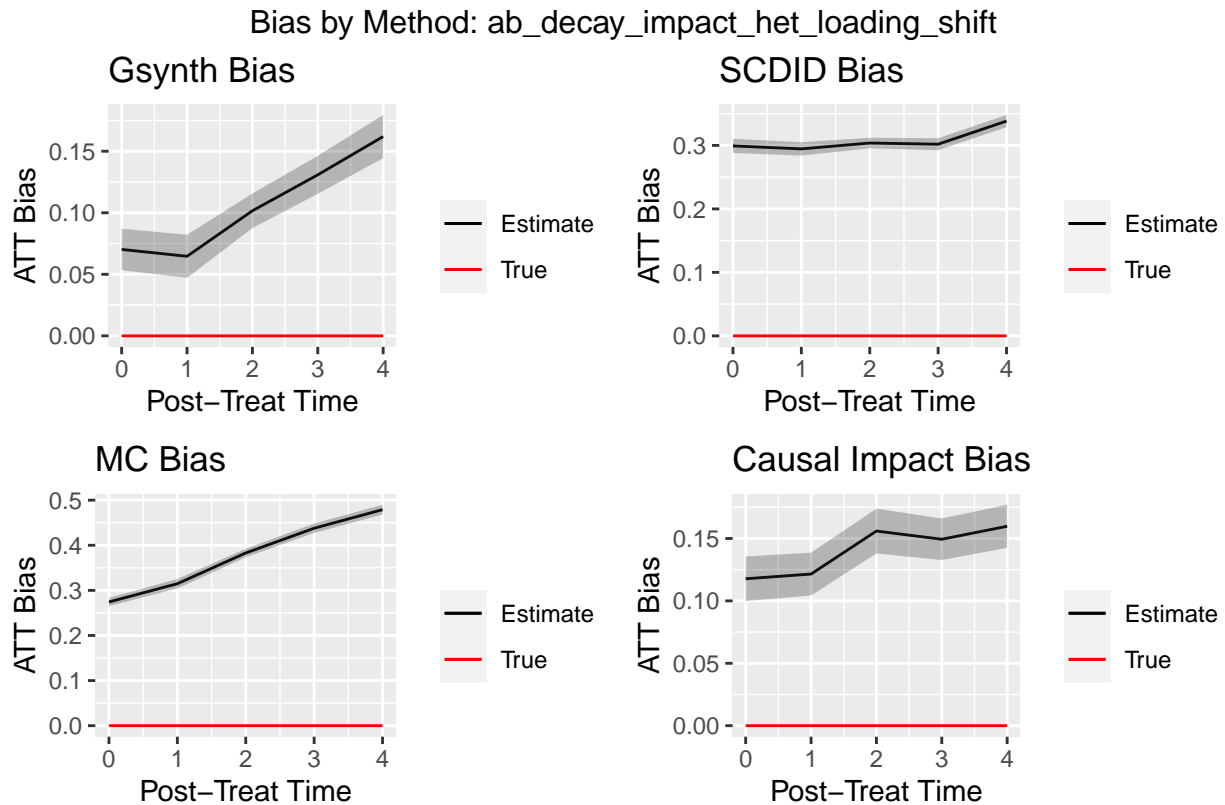 Bias by Method: ab_decay_impact_het_loading_shift
Gsynth Bias
ATT Bias
0.15
0.10
0.05
0.00
0 1 2 3 4
Post−Treat Time
Estimate
True
SCDID Bias
ATT Bias
0.3
0.2
0.1
0.0
0 1 2 3 4
Post−Treat Time
Estimate
True
MC Bias
ATT Bias
0.5
0.4
0.3
0.2
0.1
0.0
0 1 2 3 4
Post−Treat Time
Estimate
True
Causal Impact Bias
ATT Bias
0.15
0.10
0.05
0.00
0 1 2 3 4
Post−Treat Time
Estimate
True